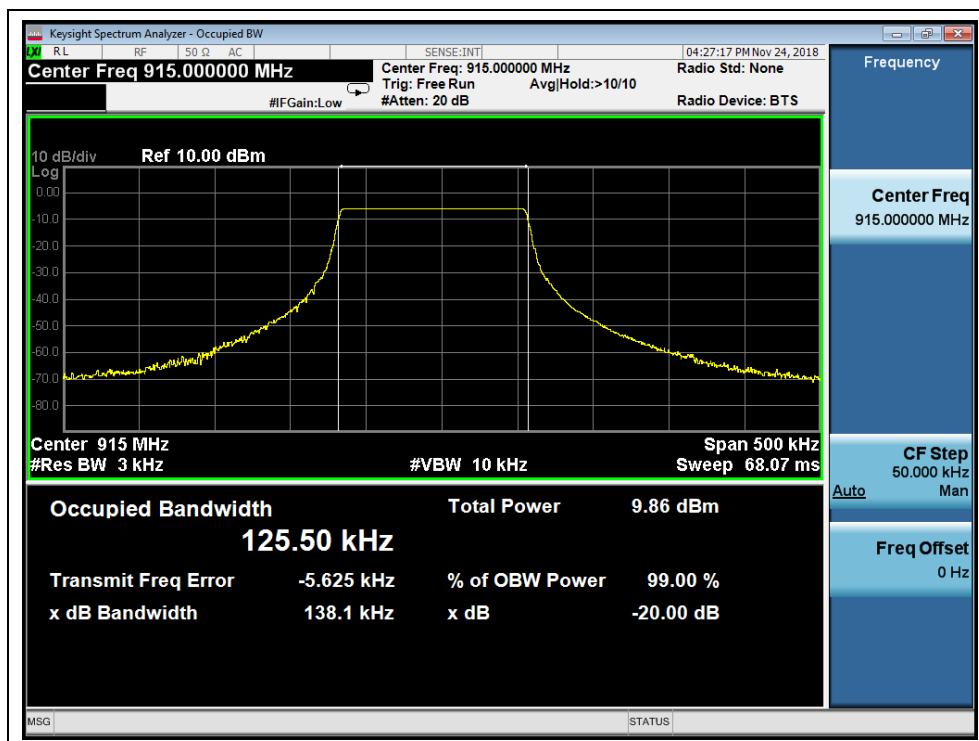 Keysight Spectrum Analyzer - Occupied BW
LXI RL RF 50 Ω AC SENSE:INT 04:27:17 PM Nov 24, 2018
Center Freq 915.000000 MHz Center Freq: 915.000000 MHz Radio Std: None Frequency
Trig: Free Run Avg|Hold:>10/10
#IFGain:Low #Atten: 20 dB Radio Device: BTS
10 dB/div Ref 10.00 dBm
Log
0.00
-10.0
-20.0
-30.0
-40.0
-50.0
-60.0
-70.0
-80.0
Center Freq
915.000000 MHz
Center 915 MHz Span 500 kHz
#Res BW 3 kHz #VBW 10 kHz Sweep 68.07 ms
CF Step
50.000 kHz
Auto Man
Occupied Bandwidth Total Power 9.86 dBm
125.50 kHz
Freq Offset
0 Hz
Transmit Freq Error -5.625 kHz % of OBW Power 99.00 %
x dB Bandwidth 138.1 kHz x dB -20.00 dB
MSG STATUS